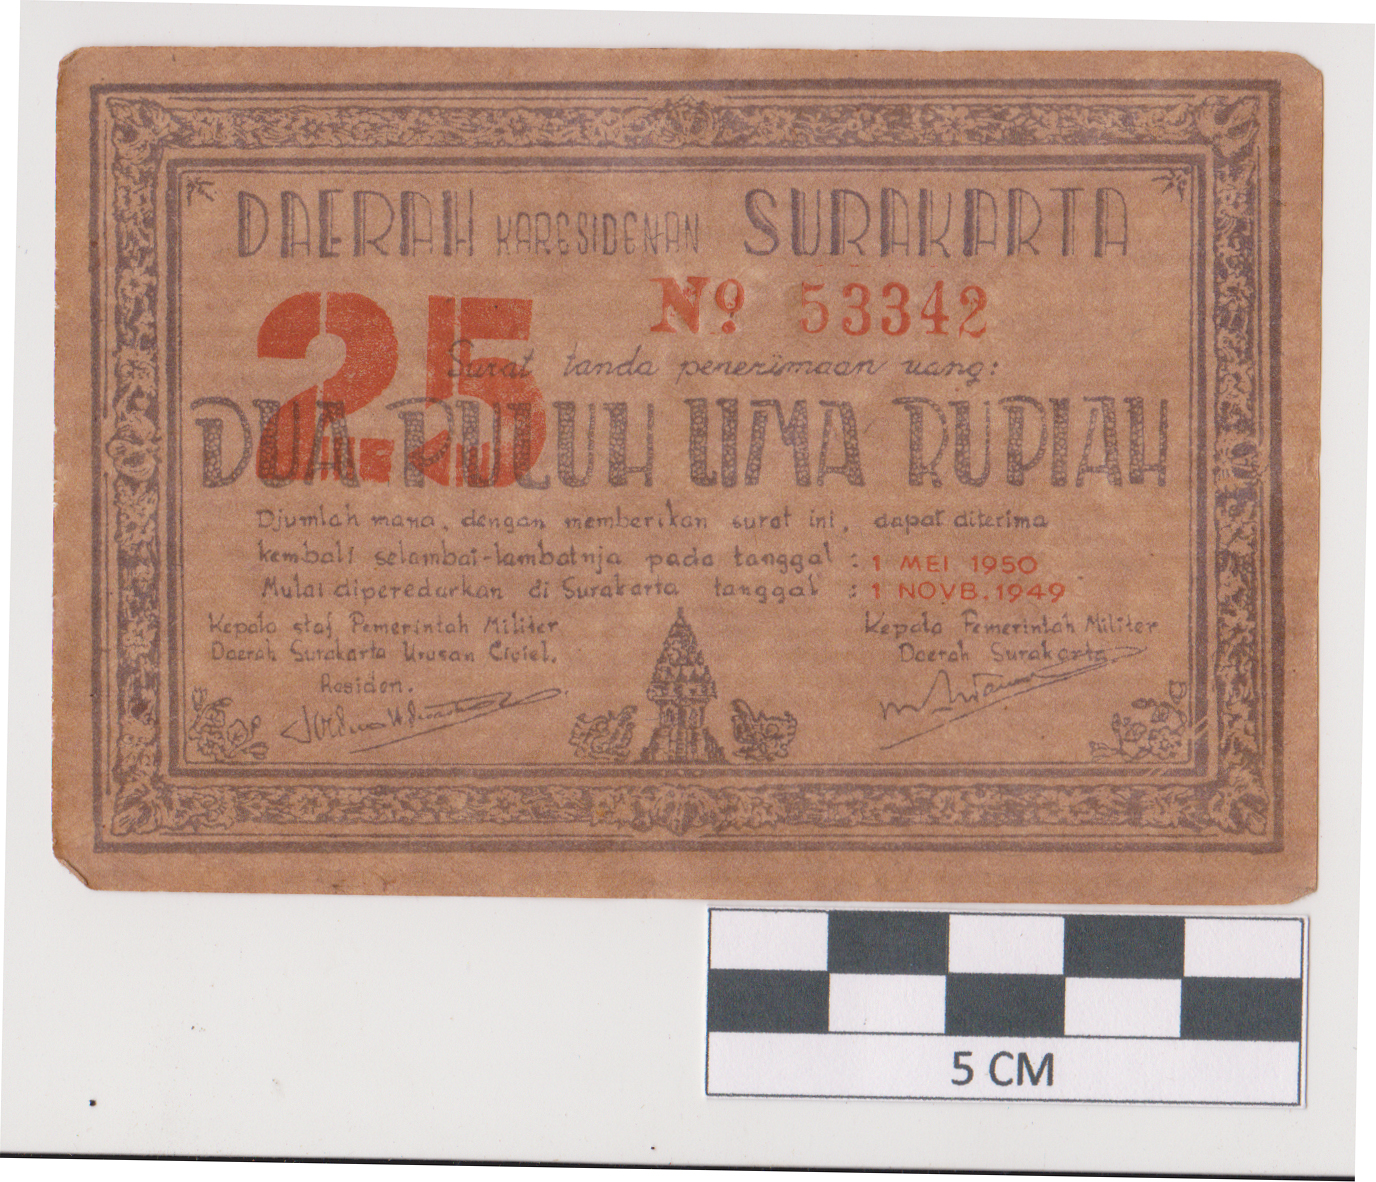 DAERAH KARESIDENAN SURAKARTA
25
No 53342
Surat tanda penerimaan uang:
DUA PULUH LIMA RUPIAH
Djumlah mana, dengan memberikan surat ini, dapat diterima
kembali selambat-lambatnja pada tanggal : 1 MEI 1950
Mulai diperedarkan di Surakarta tanggal : 1 NOVB. 1949
Kepala staf Pemerintah Militer
Daerah Surakarta Urusan Civiel.
Residen.
Kepala Pemerintah Militer
Daerah Surakarta
5 CM